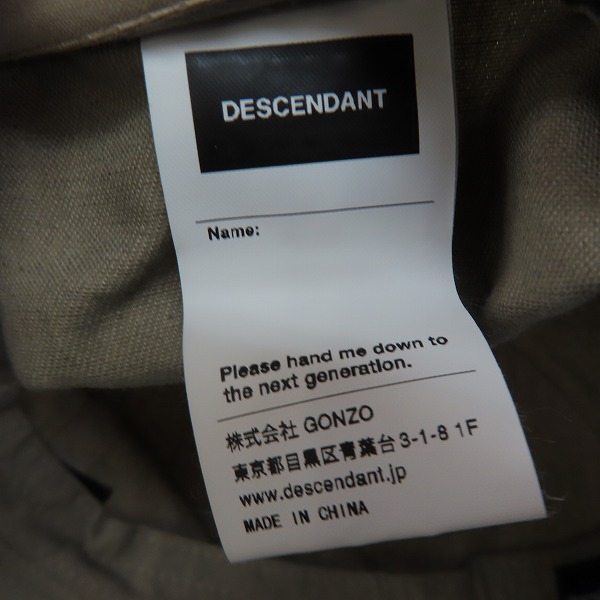 DESCENDANT
Name:
Please hand me down to
the next generation.
株式会社 GONZO
東京都目黒区青葉台3-1-8 1F
www.descendant.jp
MADE IN CHINA